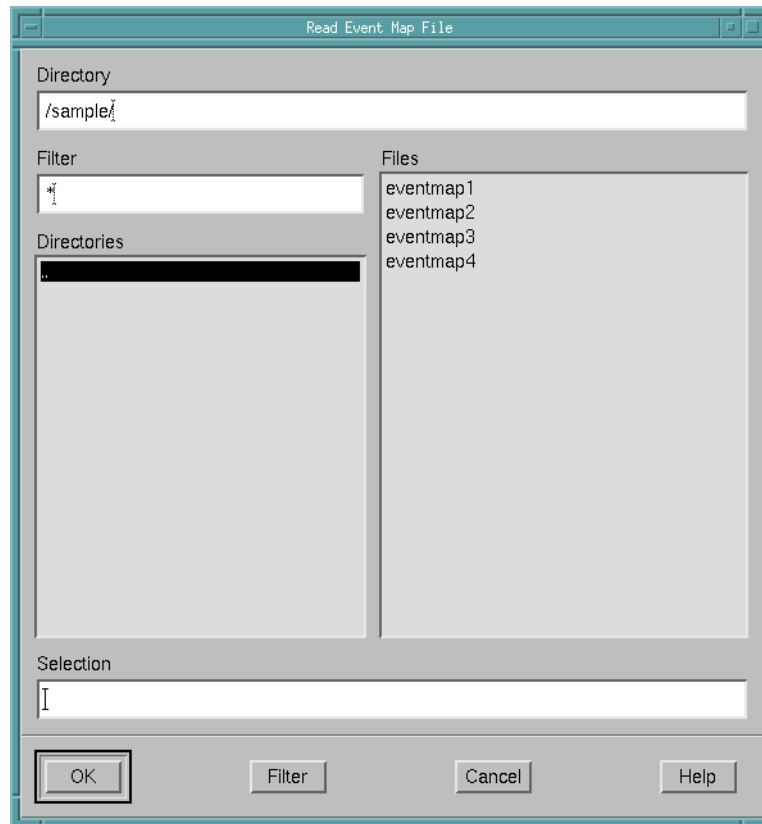 Read Event Map File
Directory
/sample/
Filter
*
Files
eventmap1
eventmap2
eventmap3
eventmap4
Directories
..
Selection
OK
Filter
Cancel
Help